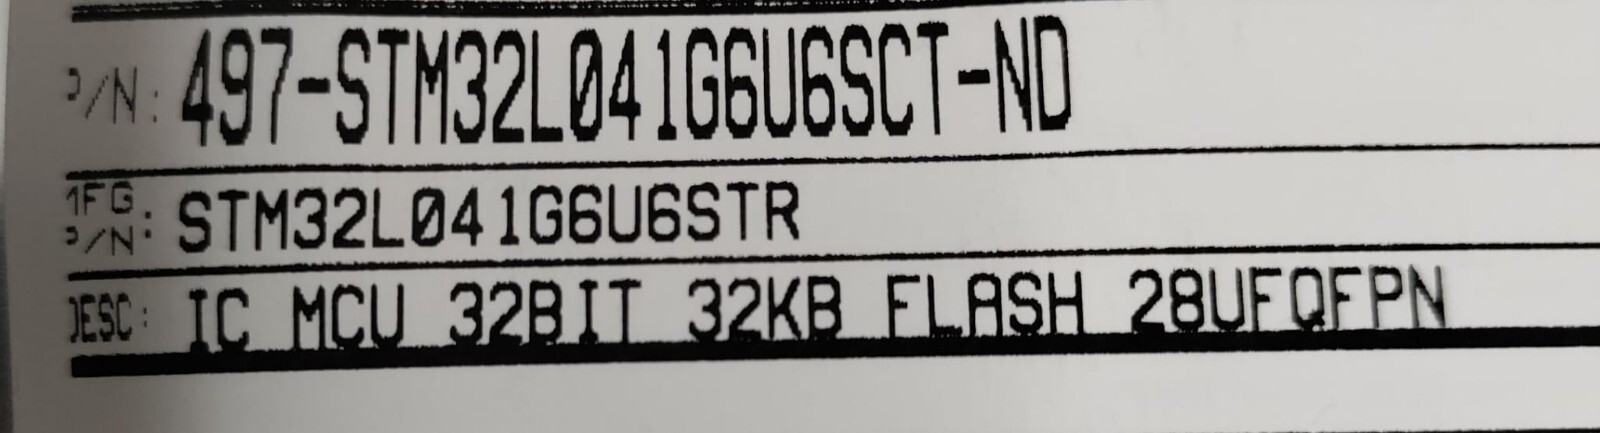 P/N: 497-STM32L041G6U6SCT-ND
MFG. P/N: STM32L041G6U6STR
DESC: IC MCU 32BIT 32KB FLASH 28UFQFPN